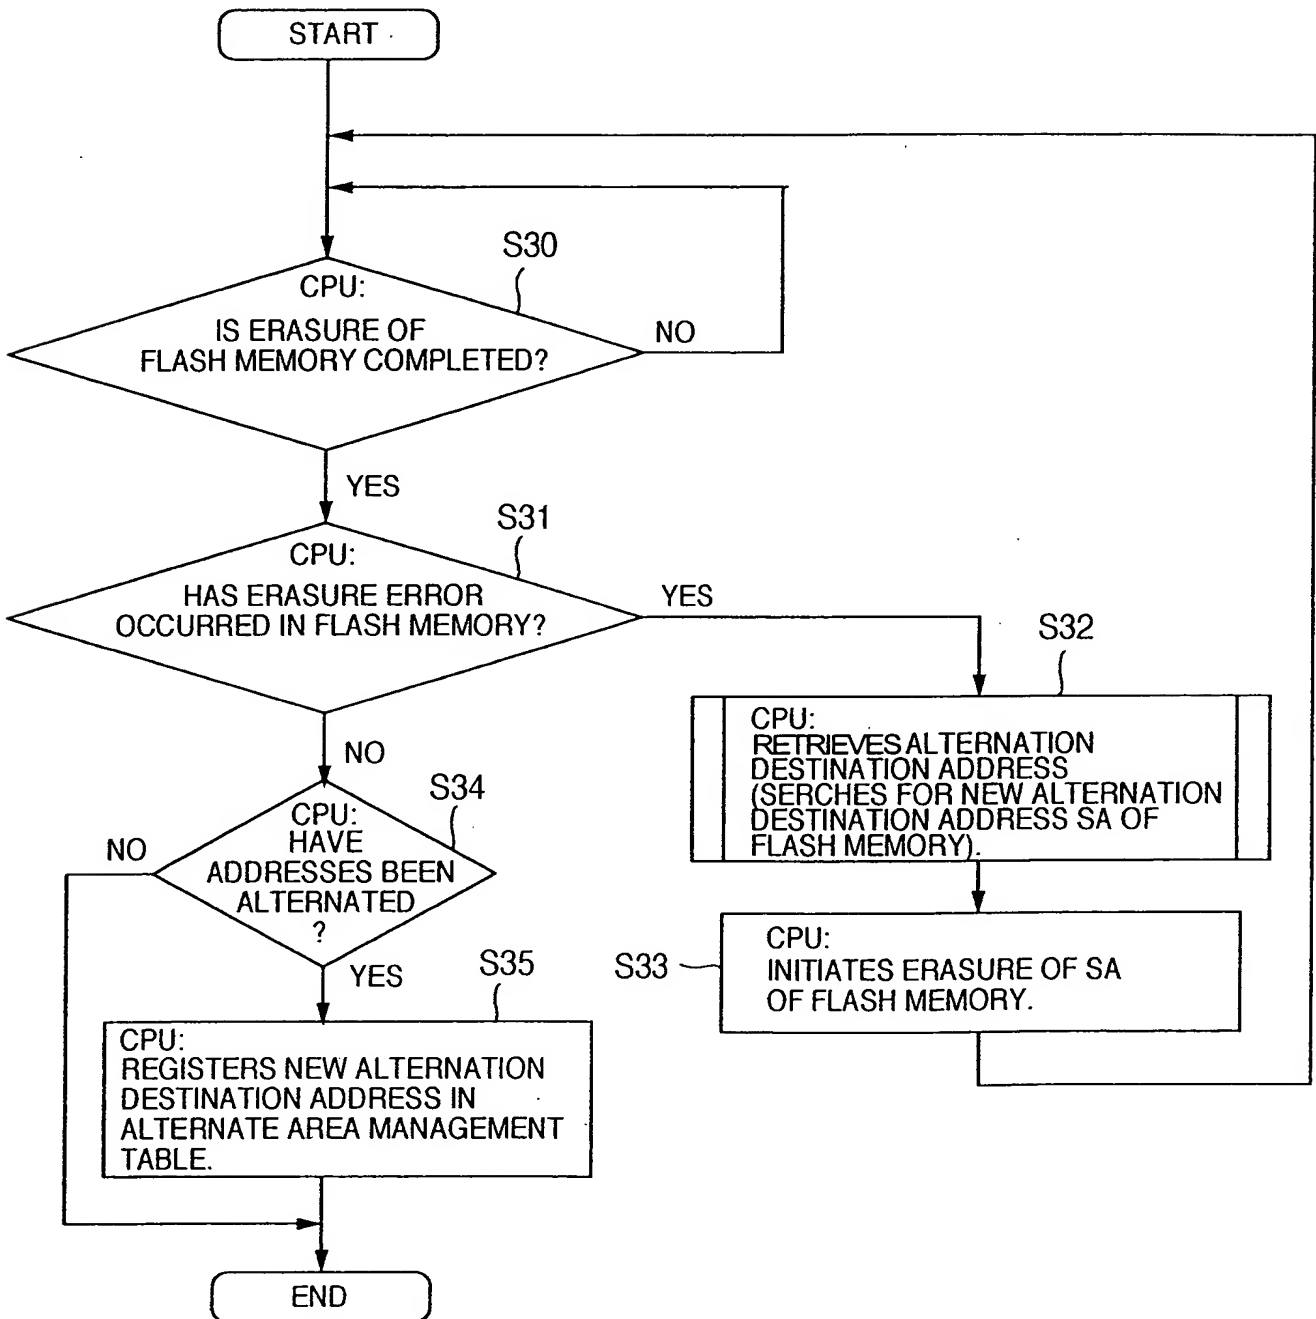 START
S30
CPU:
IS ERASURE OF
FLASH MEMORY COMPLETED?
NO
YES
S31
CPU:
HAS ERASURE ERROR
OCCURRED IN FLASH MEMORY?
YES
S32
CPU:
RETRIEVES ALTERNATION
DESTINATION ADDRESS
(SERCHES FOR NEW ALTERNATION
DESTINATION ADDRESS SA OF
FLASH MEMORY).
NO
S34
CPU:
HAVE
ADDRESSES BEEN
ALTERNATED
?
NO
YES
S33
CPU:
INITIATES ERASURE OF SA
OF FLASH MEMORY.
S35
CPU:
REGISTERS NEW ALTERNATION
DESTINATION ADDRESS IN
ALTERNATE AREA MANAGEMENT
TABLE.
END